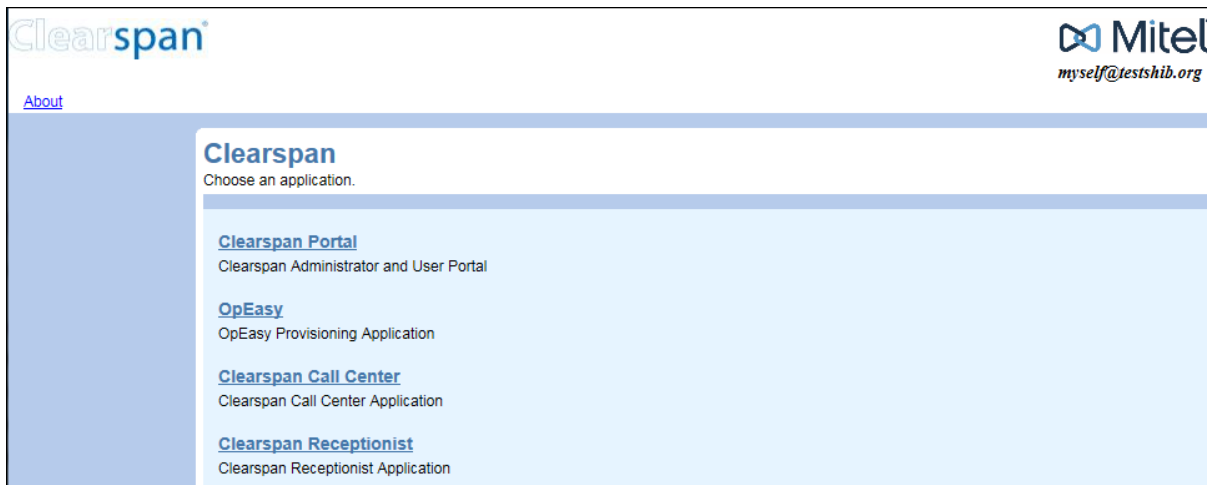 Clearspan®
Mitel
myself@testshib.org
About
Clearspan
Choose an application.
Clearspan Portal
Clearspan Administrator and User Portal
OpEasy
OpEasy Provisioning Application
Clearspan Call Center
Clearspan Call Center Application
Clearspan Receptionist
Clearspan Receptionist Application